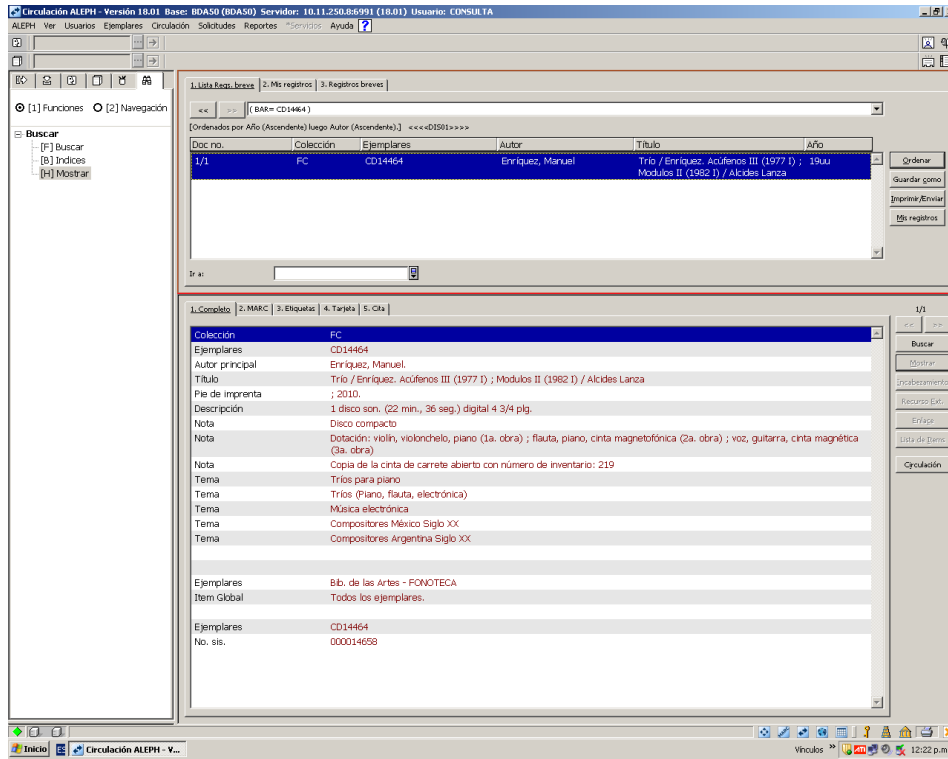 Circulación ALEPH - Versión 18.01 Base: BDA50 (BDA50) Servidor: 10.11.250.8:6991 (18.01) Usuario: CONSULTA
ALEPH Ver Usuarios Ejemplares Circulación Solicitudes Reportes *Servicios Ayuda ?
1. Lista Regs. breve 2. Mis registros 3. Registros breves
[1] Funciones [2] Navegación
<< >> ( BAR= CD14464 )
[Ordenados por Año (Ascendente) luego Autor (Ascendente).] <<<<DIS01>>>>
Buscar
[F] Buscar
[B] Indices
[H] Mostrar
Doc no. Colección Ejemplares Autor Título Año
1/1 FC CD14464 Enríquez, Manuel Trío / Enríquez. Acúfenos III (1977 I) ; 19uu
Modulos II (1982 I) / Alcides Lanza
Ordenar
Guardar como
Imprimir/Enviar
Mis registros
Ir a:
1. Completo 2. MARC 3. Etiquetas 4. Tarjeta 5. Cita
1/1
<< >>
Buscar
Mostrar
Encabezamiento
Recurso Ext.
Enlace
Lista de Items
Circulación
Colección FC
Ejemplares CD14464
Autor principal Enríquez, Manuel.
Título Trío / Enríquez. Acúfenos III (1977 I) ; Modulos II (1982 I) / Alcides Lanza
Pie de imprenta ; 2010.
Descripción 1 disco son. (22 min., 36 seg.) digital 4 3/4 plg.
Nota Disco compacto
Nota Dotación: violín, violonchelo, piano (1a. obra) ; flauta, piano, cinta magnetofónica (2a. obra) ; voz, guitarra, cinta magnética
(3a. obra)
Nota Copia de la cinta de carrete abierto con número de inventario: 219
Tema Tríos para piano
Tema Tríos (Piano, flauta, electrónica)
Tema Música electrónica
Tema Compositores México Siglo XX
Tema Compositores Argentina Siglo XX
Ejemplares Bib. de las Artes - FONOTECA
Item Global Todos los ejemplares.
Ejemplares CD14464
No. sis. 000014658
Inicio ES Circulación ALEPH - V... Vínculos » 12:22 p.m.